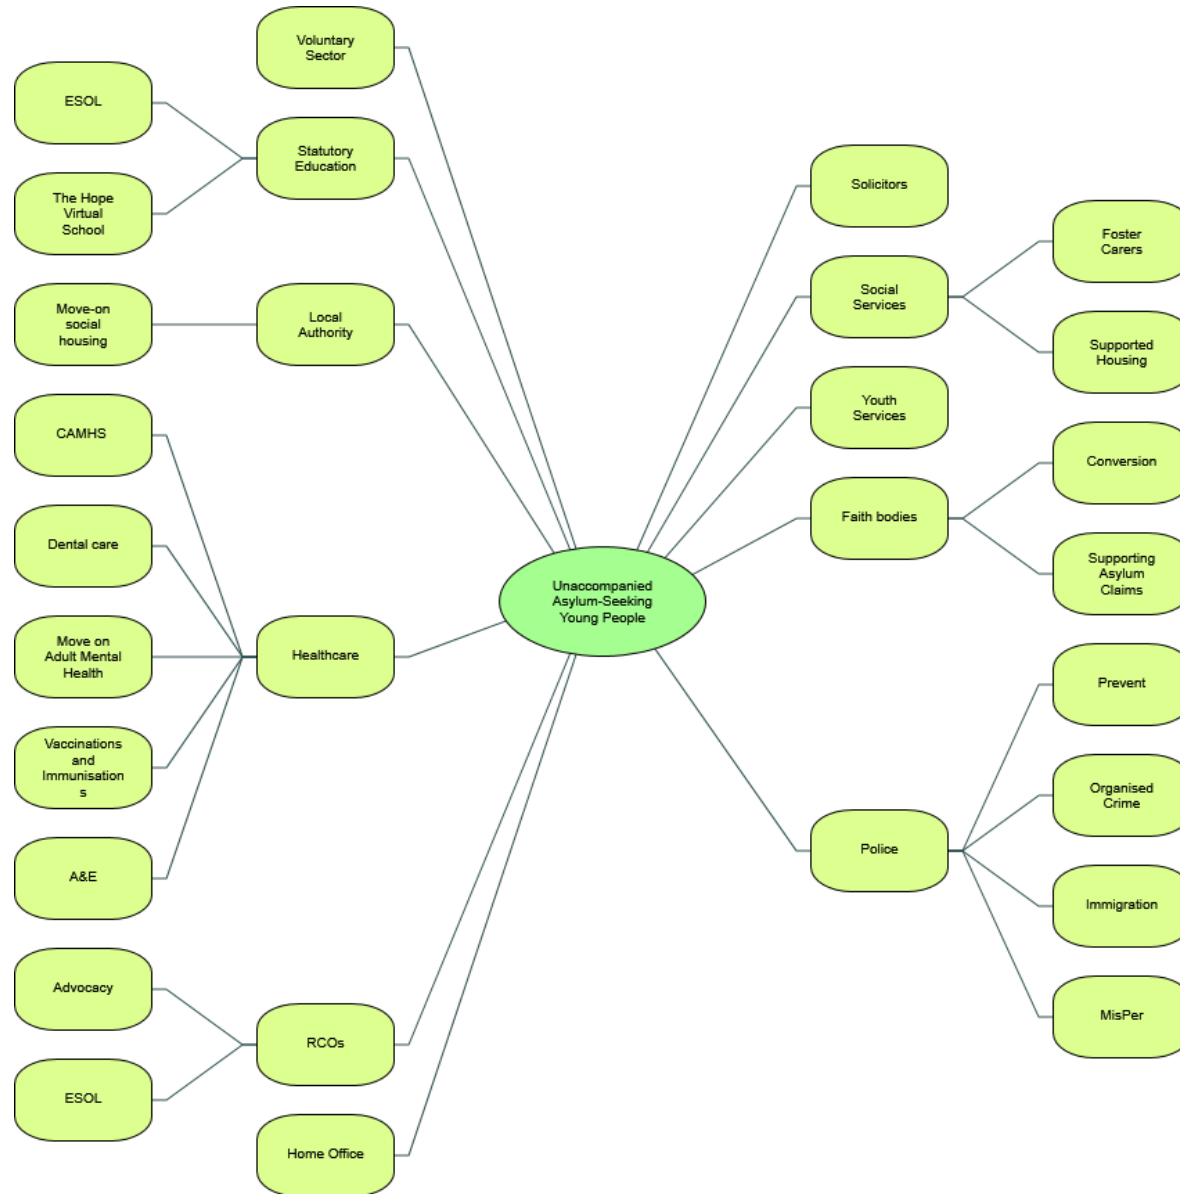 Voluntary
Sector
ESOL
Statutory
Education
The Hope
Virtual
School
Move-on
social
housing
Local
Authority
CAMHS
Dental care
Move on
Adult Mental
Health
Healthcare
Vaccinations
and
Immunisation
s
A&E
Advocacy
RCOs
ESOL
Home Office
Unaccompanied
Asylum-Seeking
Young People
Solicitors
Social
Services
Foster
Carers
Supported
Housing
Youth
Services
Faith bodies
Conversion
Supporting
Asylum
Claims
Police
Prevent
Organised
Crime
Immigration
MisPer